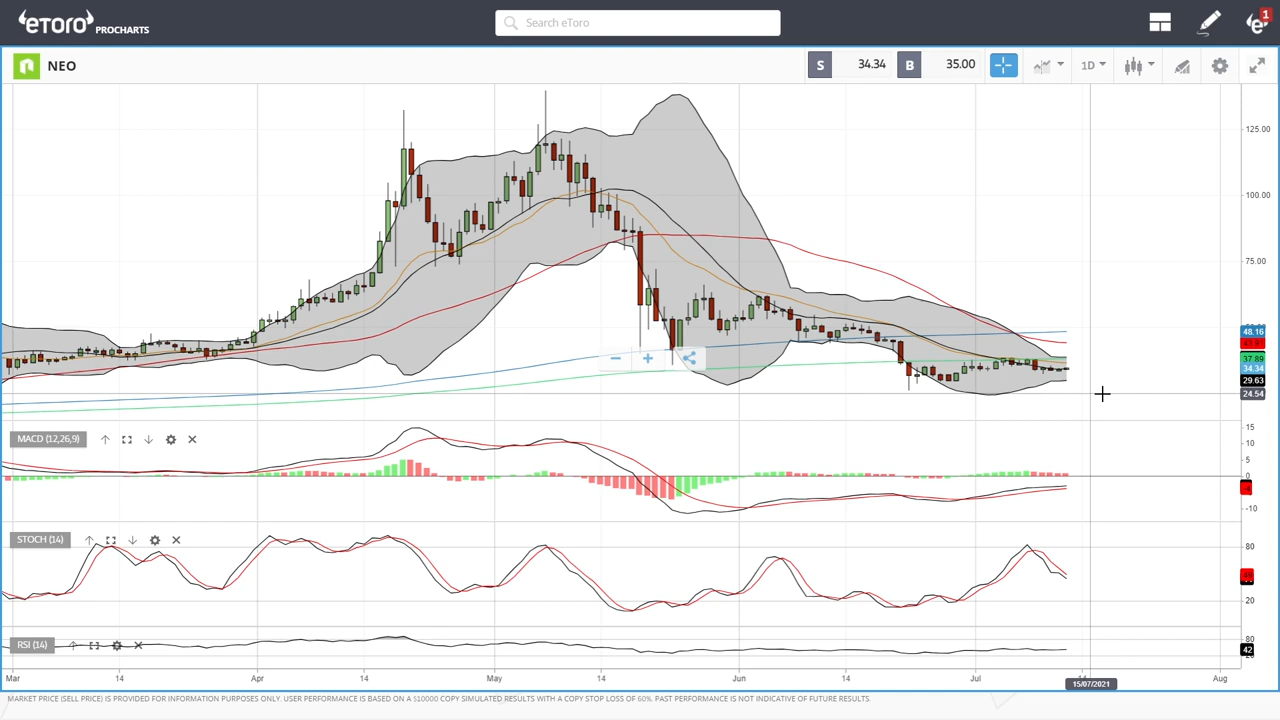 eToro PROCHARTS
Search eToro
1
NEO
S 34.34 B 35.00
1D
125.00
100.00
75.00
48.16
37.89
34.34
29.63
24.54
MACD (12,26,9)
15
10
5
0
-10
STOCH (14)
80
20
RSI (14)
80
42
Mar 14 Apr 14 May 14 Jun 14 Jul Aug
15/07/2021
MARKET PRICE (SELL PRICE) IS PROVIDED FOR INFORMATION PURPOSES ONLY. USER PERFORMANCE IS BASED ON A $10000 COPY SIMULATED RESULTS WITH A COPY STOP LOSS OF 60%. PAST PERFORMANCE IS NOT INDICATIVE OF FUTURE RESULTS.